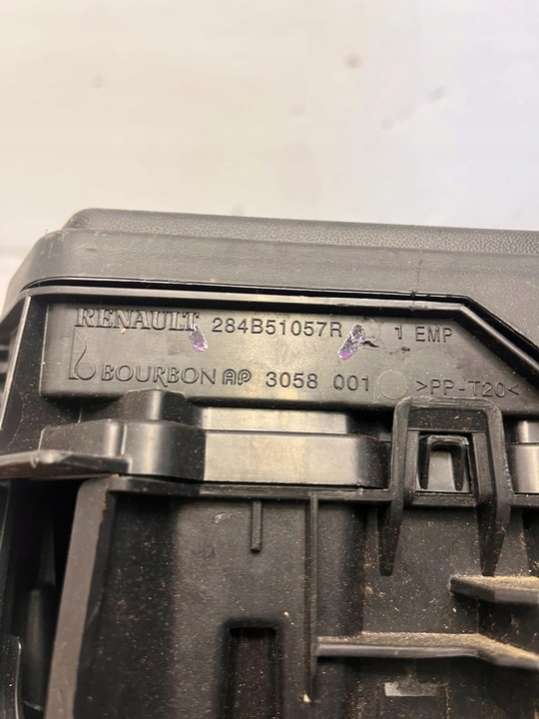 RENAULT 284B51057R 1 EMP
BOURBON AP 3058 001 >PP-T20<